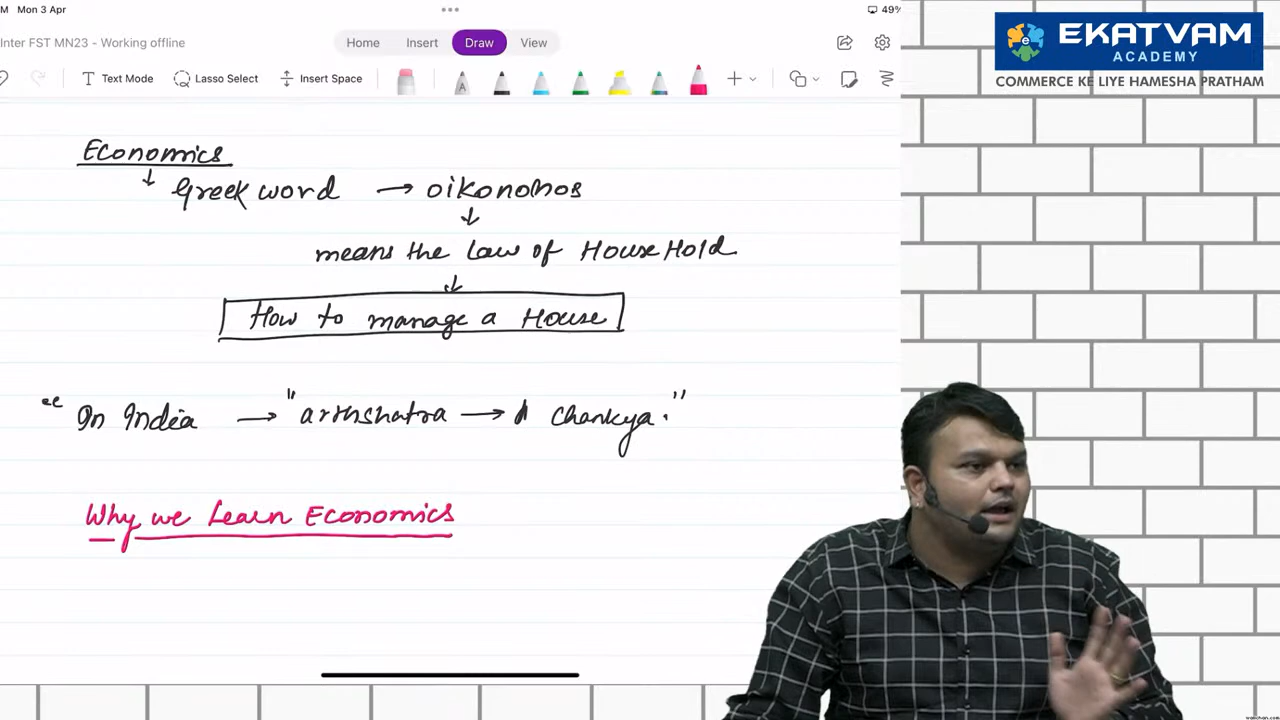 M Mon 3 Apr
49%
Inter FST MN23 - Working offline
Home Insert Draw View
Text Mode Lasso Select Insert Space
EKATVAM
ACADEMY
COMMERCE KE LIYE HAMESHA PRATHAM
Economics
↓ Greek word → oikonomos
↓
means the Law of HouseHold
↓
How to manage a House
"In India → "arthshatra → Chankya."
Why we Learn Economics